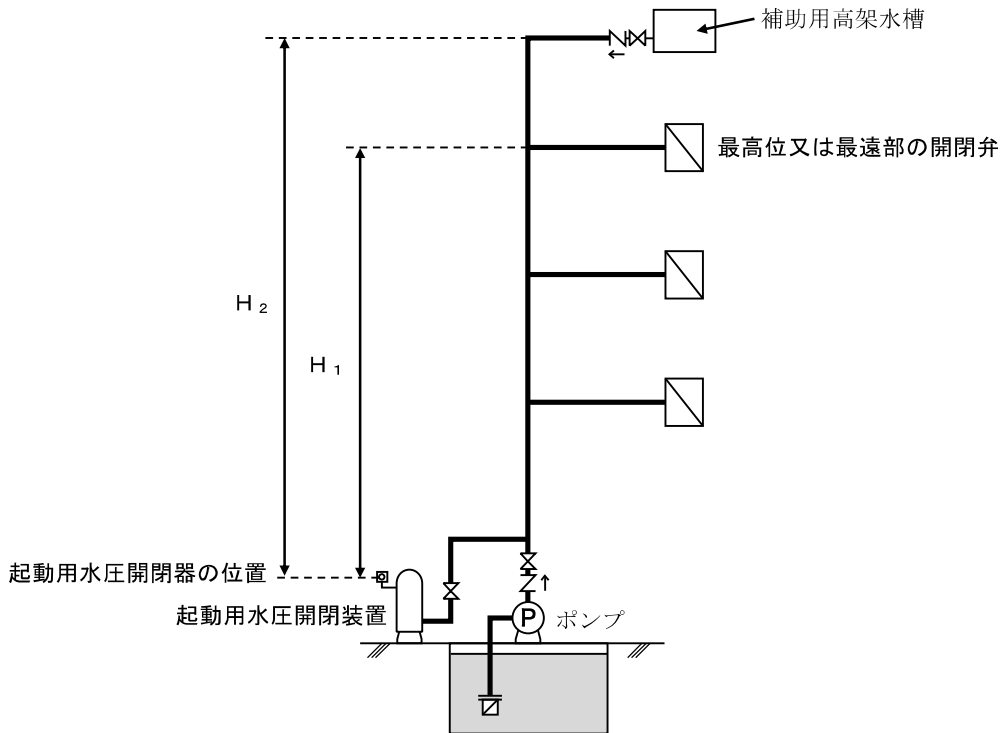 補助用高架水槽
最高位又は最遠部の開閉弁
Ｈ２
Ｈ１
起動用水圧開閉器の位置
起動用水圧開閉装置
P
ポンプ